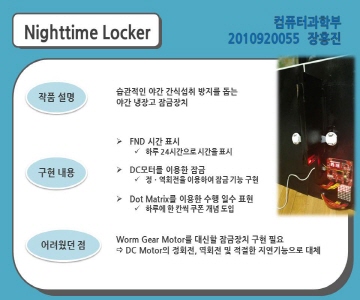 Nighttime Locker
컴퓨터과학부
2010920055 장흥진
작품 설명
습관적인 야간 간식섭취 방지를 돕는
야간 냉장고 잠금장치
구현 내용
➢ FND 시간 표시
✓ 하루 24시간으로 시간을 표시
➢ DC모터를 이용한 잠금
✓ 정·역회전을 이용하여 잠금 기능 구현
➢ Dot Matrix를 이용한 수행 일수 표현
✓ 하루에 한 칸씩 쿠폰 개념 도입
어려웠던 점
Worm Gear Motor를 대신할 잠금장치 구현 필요
⇒ DC Motor의 정회전, 역회전 및 적절한 지연기능으로 대체